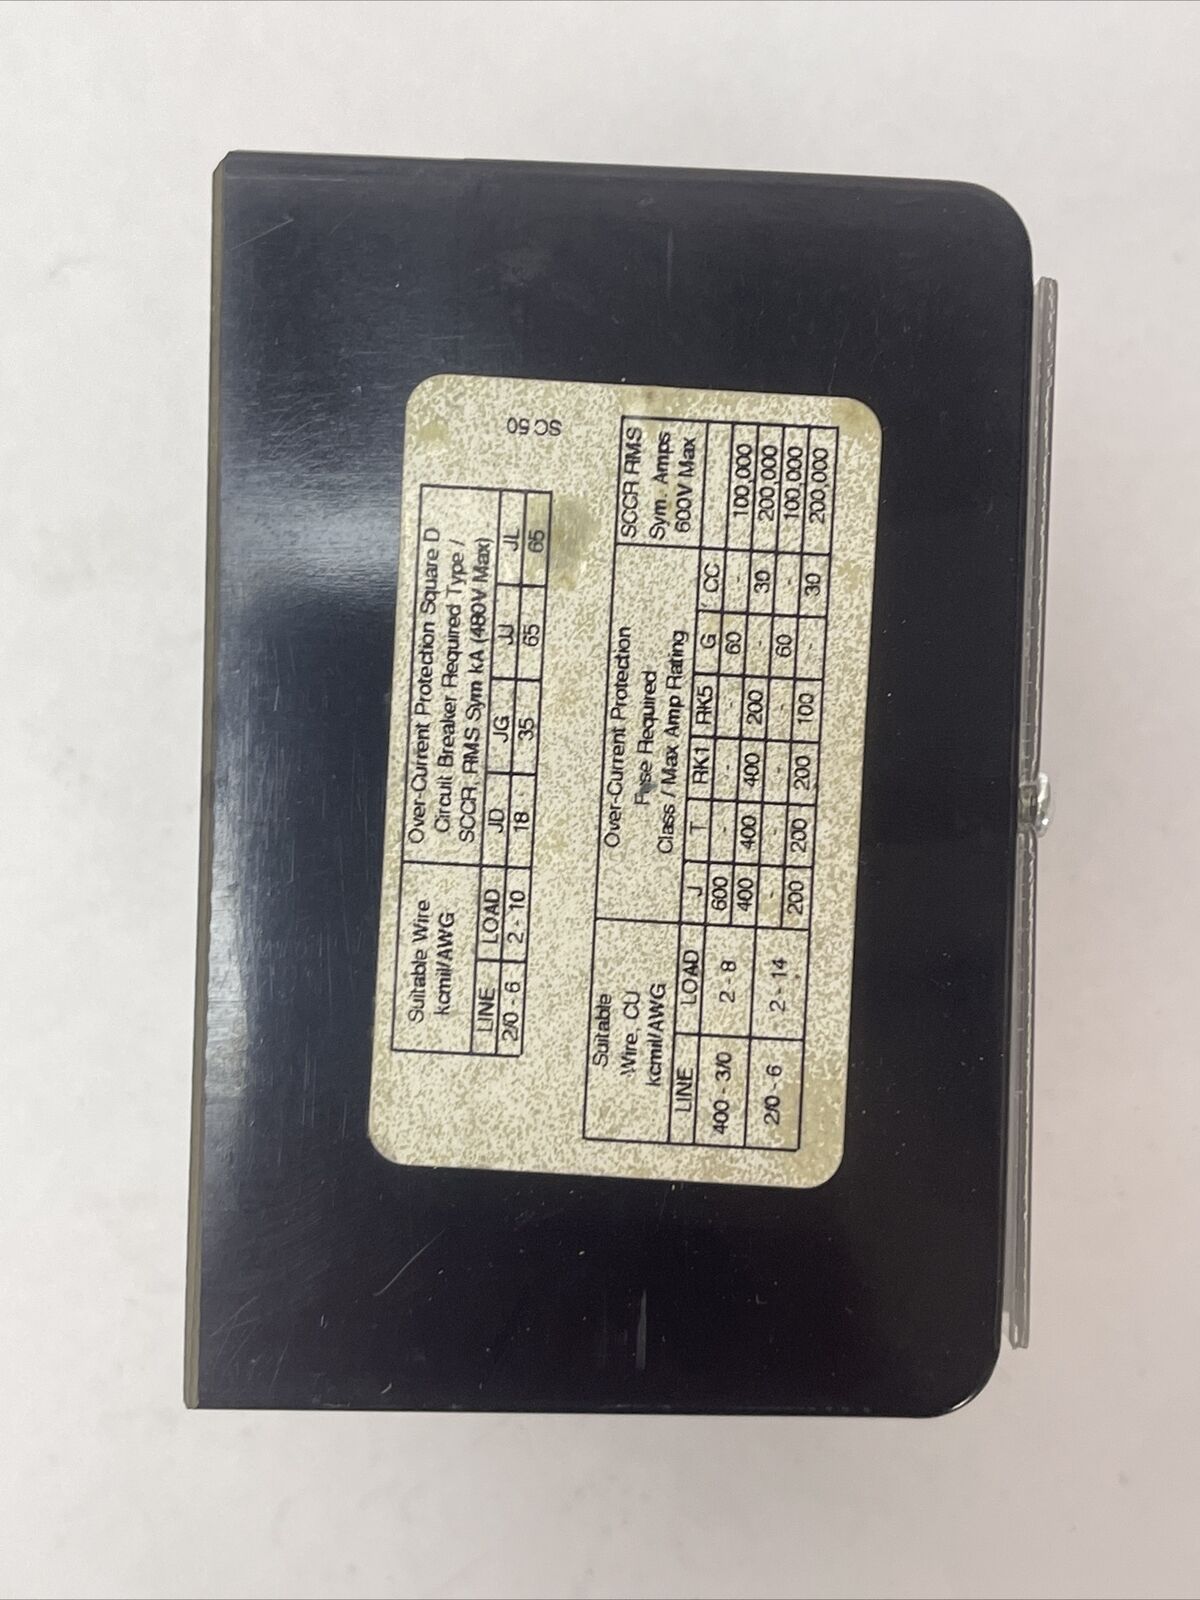 SC 50
Suitable Wire kcmil/AWG
Over-Current Protection Square D
Circuit Breaker Required Type /
SCCR, RMS Sym kA (480V Max)
LINE LOAD JD JG JJ JL
2/0 - 6 2 - 10 18 35 65 65
Suitable
Wire, CU
kcmil/AWG
Over-Current Protection
Fuse Required
Class / Max Amp Rating
SCCR RMS
Sym. Amps
600V Max
LINE LOAD J T RK1 RK5 G CC
400 - 3/0 2 - 8 600 - - - 60 - 100,000
400 400 400 200 - 30 200,000
2/0 - 6 2 - 14 - - - - 60 - 100,000
200 200 200 100 - 30 200,000